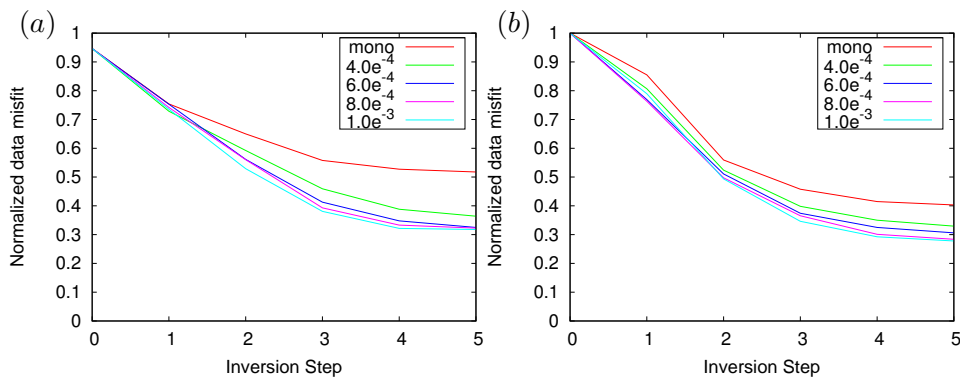 (a)
Normalized data misfit
1
0.9
0.8
0.7
0.6
0.5
0.4
0.3
0.2
0.1
0
mono
4.0e-4
6.0e-4
8.0e-4
1.0e-3
0 1 2 3 4 5
Inversion Step
(b)
Normalized data misfit
1
0.9
0.8
0.7
0.6
0.5
0.4
0.3
0.2
0.1
0
mono
4.0e-4
6.0e-4
8.0e-4
1.0e-3
0 1 2 3 4 5
Inversion Step